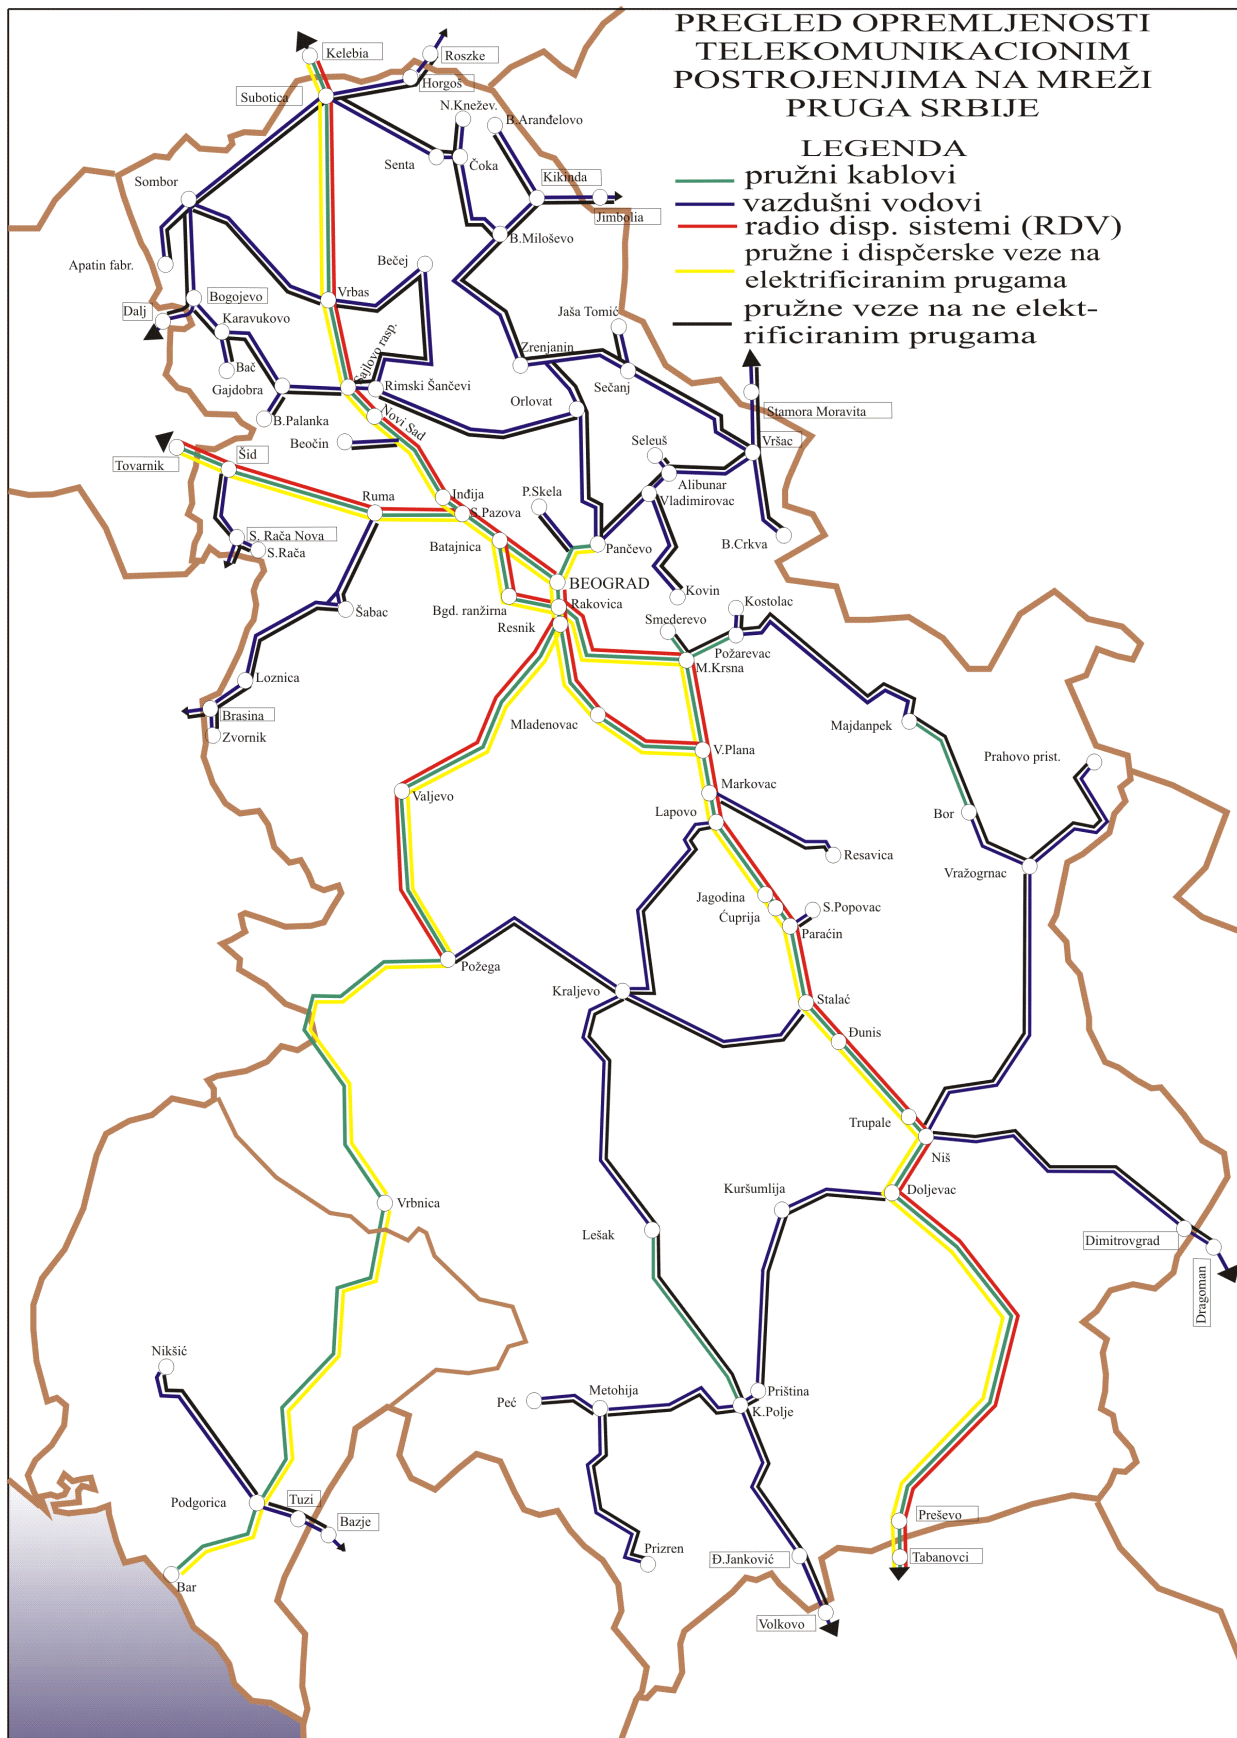 PREGLED OPREMLJENOSTI
TELEKOMUNIKACIONIM
POSTROJENJIMA NA MREŽI
PRUGA SRBIJE
LEGENDA
pružni kablovi
vazdušni vodovi
radio disp. sistemi (RDV)
pružne i dispčerske veze na
elektrificiranim prugama
pružne veze na ne elekt-
rificiranim prugama
Kelebia
Roszke
Horgoš
Subotica
N.Knežev.
B.Aranđelovo
Senta
Čoka
Kikinda
Sombor
Jimbolia
B.Miloševo
Apatin fabr.
Bečej
Bogojevo
Vrbas
Dalj
Karavukovo
Jaša Tomić
Sajlovo rasp.
Zrenjanin
Bač
Gajdobra
Rimski Šančevi
Sečanj
Orlovat
Stamora Moravita
B.Palanka
Novi Sad
Beočin
Seleuš
Vršac
Šid
Tovarnik
Alibunar
Ruma
Inđija
P.Skela
Vladimirovac
S.Pazova
S. Rača Nova
Batajnica
Pančevo
B.Crkva
S.Rača
BEOGRAD
Kovin
Šabac
Bgd. ranžirna
Rakovica
Kostolac
Resnik
Smederevo
Požarevac
M.Krsna
Loznica
Brasina
Mladenovac
Majdanpek
Zvornik
V.Plana
Prahovo prist.
Markovac
Valjevo
Lapovo
Bor
Resavica
Vražogrnac
Jagodina
S.Popovac
Ćuprija
Paraćin
Požega
Kraljevo
Stalać
Đunis
Trupale
Niš
Kuršumlija
Doljevac
Vrbnica
Lešak
Dimitrovgrad
Dragoman
Nikšić
Peć
Metohija
Priština
K.Polje
Podgorica
Tuzi
Bazje
Preševo
Prizren
Đ.Janković
Tabanovci
Bar
Volkovo